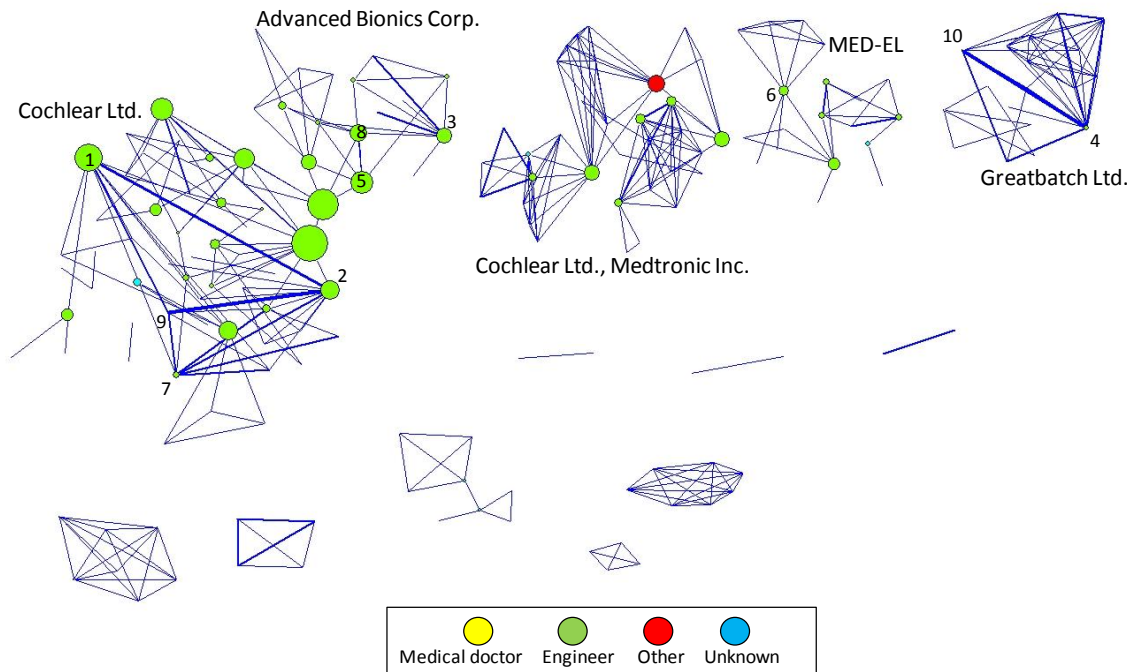 Advanced Bionics Corp.
MED-EL
10
Cochlear Ltd.
1
8
3
5
6
4
Greatbatch Ltd.
Cochlear Ltd., Medtronic Inc.
2
9
7
Medical doctor
Engineer
Other
Unknown